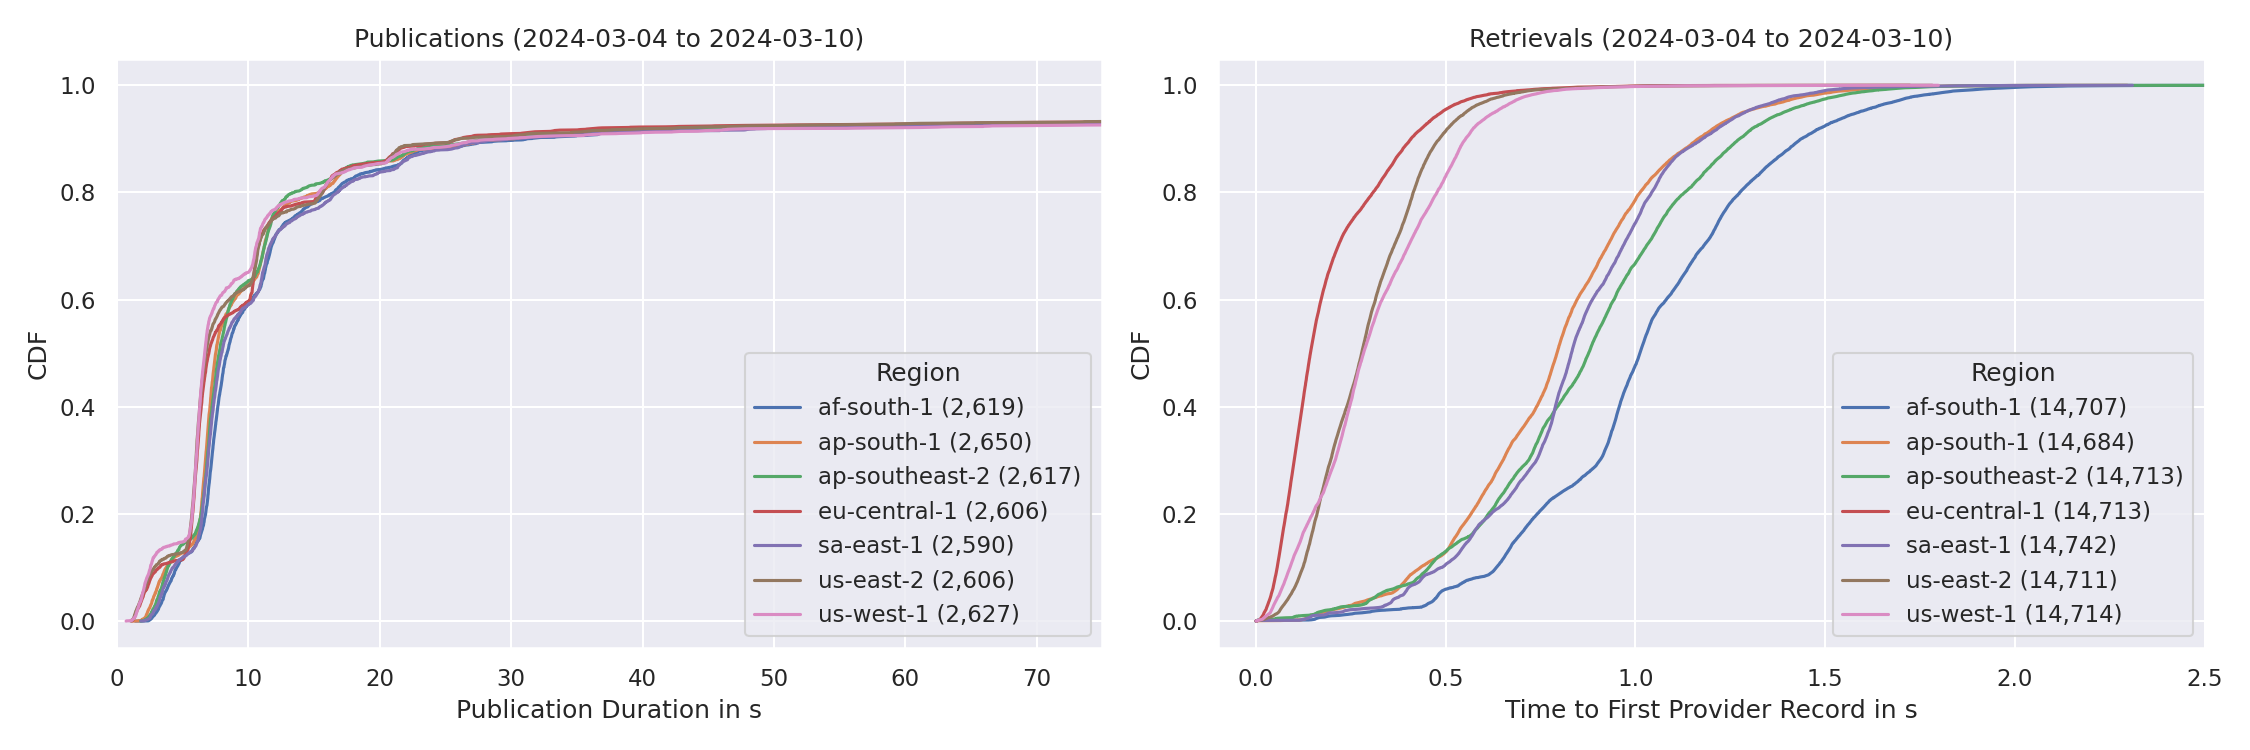 Publications (2024-03-04 to 2024-03-10)
1.0
0.8
0.6
0.4
0.2
0.0
CDF
0 10 20 30 40 50 60 70
Publication Duration in s
Region
af-south-1 (2,619)
ap-south-1 (2,650)
ap-southeast-2 (2,617)
eu-central-1 (2,606)
sa-east-1 (2,590)
us-east-2 (2,606)
us-west-1 (2,627)
Retrievals (2024-03-04 to 2024-03-10)
1.0
0.8
0.6
0.4
0.2
0.0
CDF
0.0 0.5 1.0 1.5 2.0 2.5
Time to First Provider Record in s
Region
af-south-1 (14,707)
ap-south-1 (14,684)
ap-southeast-2 (14,713)
eu-central-1 (14,713)
sa-east-1 (14,742)
us-east-2 (14,711)
us-west-1 (14,714)